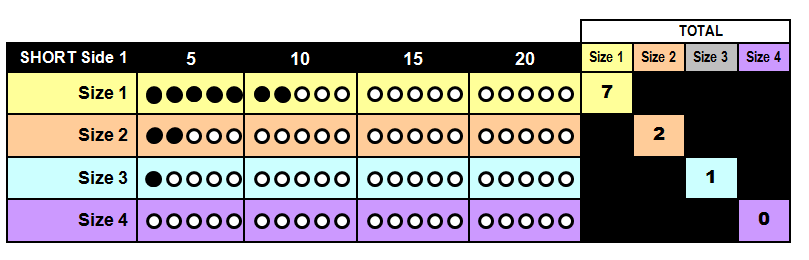 TOTAL
SHORT Side 1 5 10 15 20 Size 1 Size 2 Size 3 Size 4
Size 1 7
Size 2 2
Size 3 1
Size 4 0